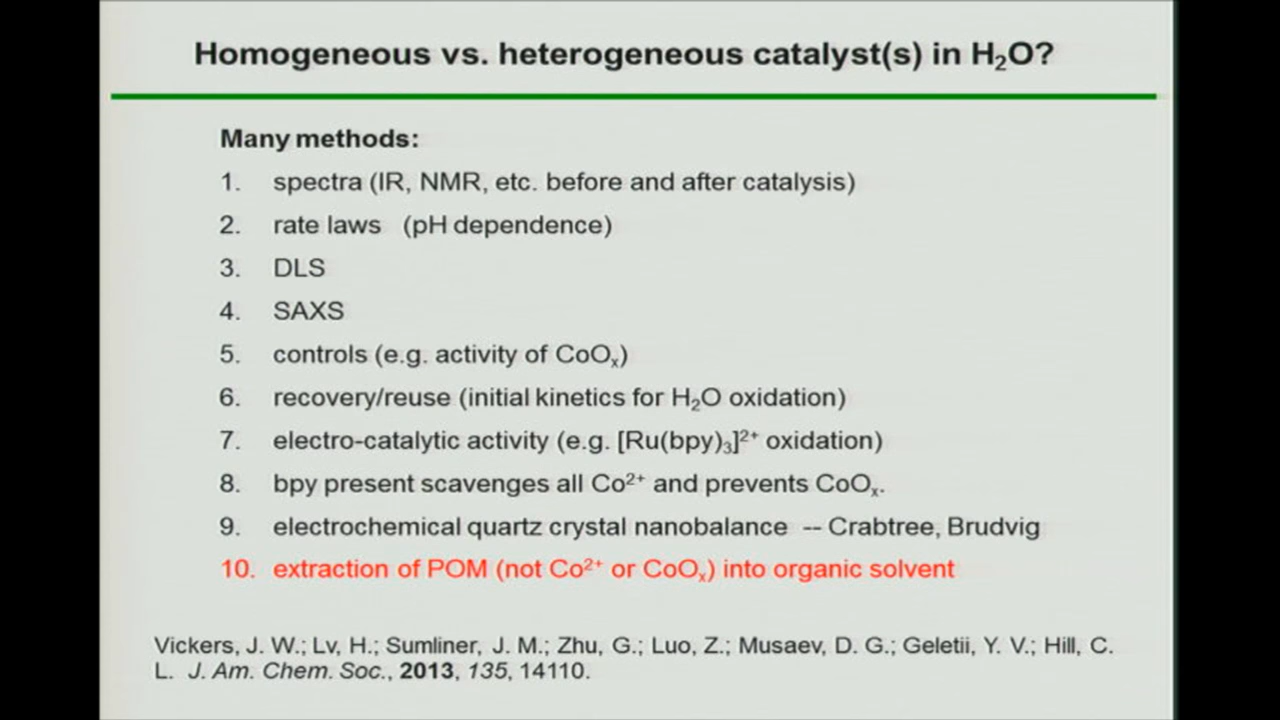 Homogeneous vs. heterogeneous catalyst(s) in H₂O?
Many methods:
1. spectra (IR, NMR, etc. before and after catalysis)
2. rate laws (pH dependence)
3. DLS
4. SAXS
5. controls (e.g. activity of CoOₓ)
6. recovery/reuse (initial kinetics for H₂O oxidation)
7. electro-catalytic activity (e.g. [Ru(bpy)₃]²⁺ oxidation)
8. bpy present scavenges all Co²⁺ and prevents CoOₓ.
9. electrochemical quartz crystal nanobalance -- Crabtree, Brudvig
10. extraction of POM (not Co²⁺ or CoOₓ) into organic solvent
Vickers, J. W.; Lv, H.; Sumliner, J. M.; Zhu, G.; Luo, Z.; Musaev, D. G.; Geletii, Y. V.; Hill, C.
L. J. Am. Chem. Soc., 2013, 135, 14110.